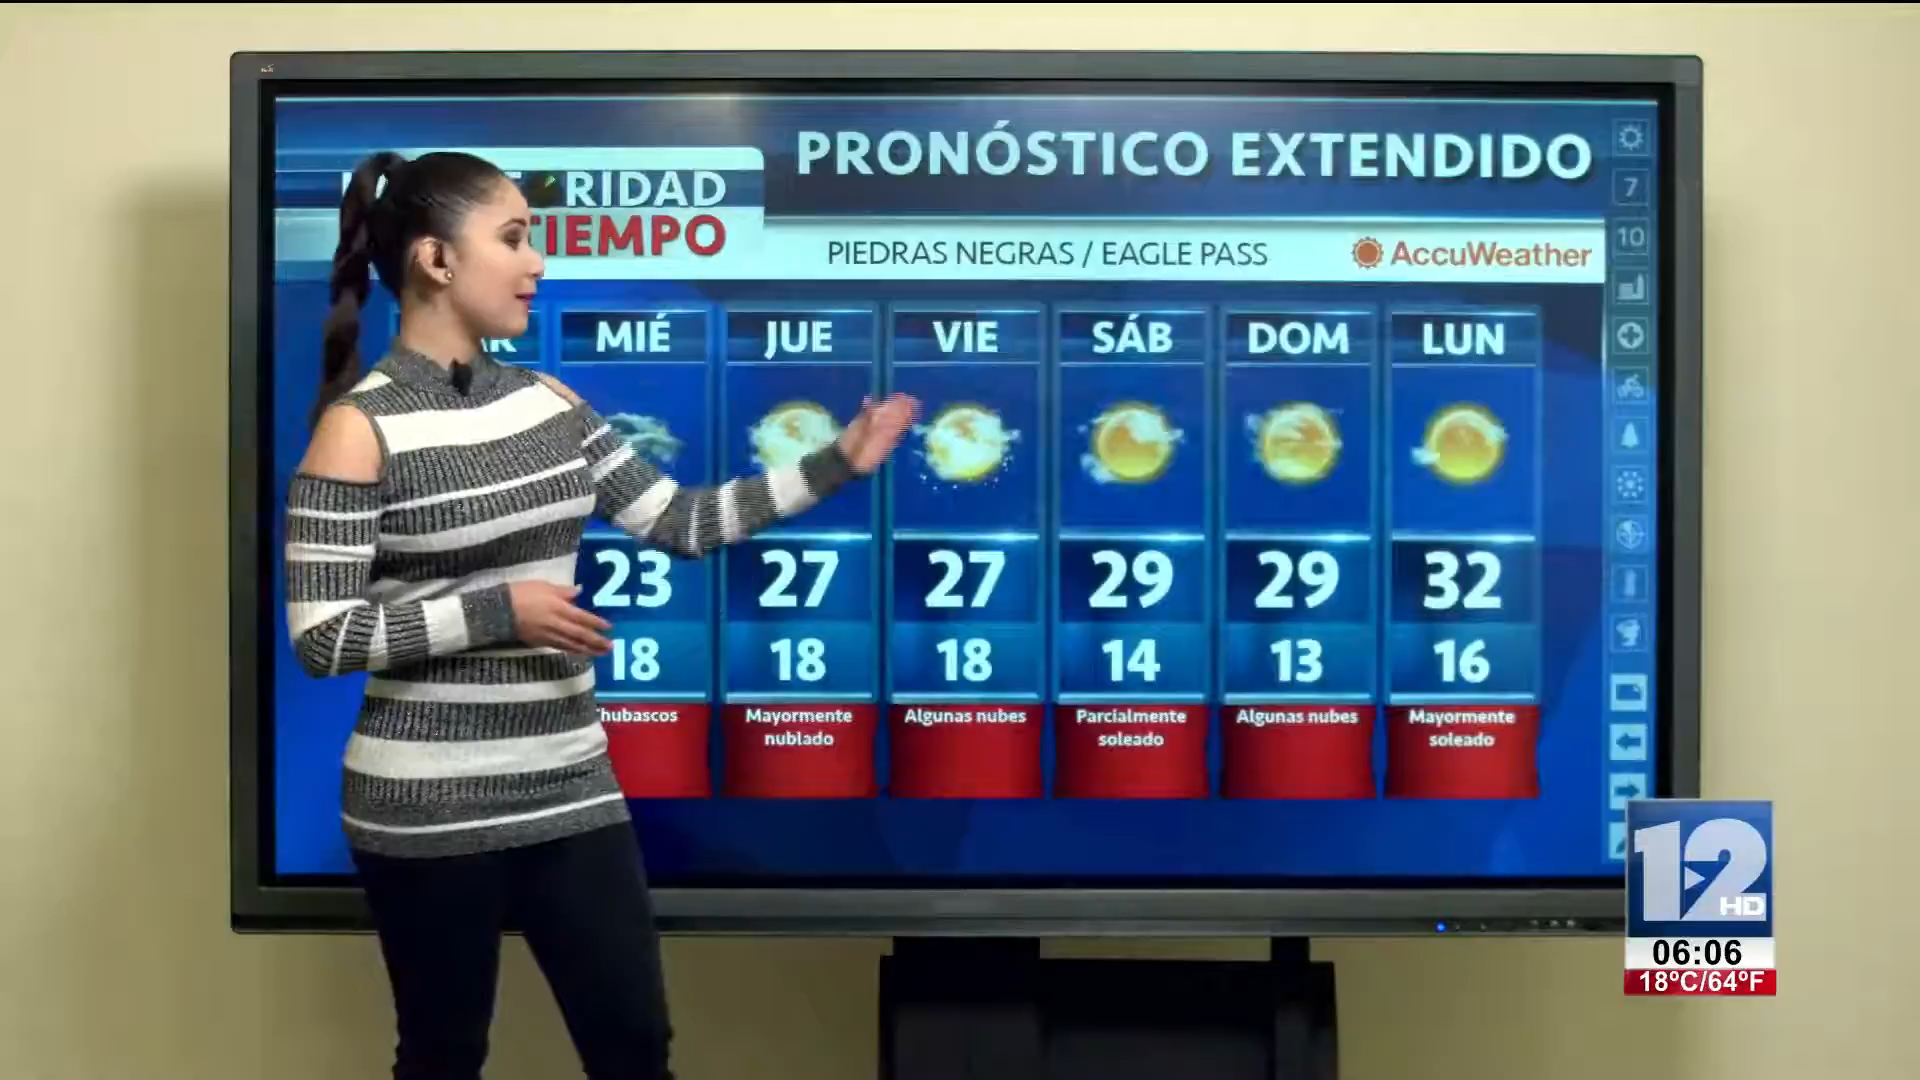 PRONÓSTICO EXTENDIDO
RIDAD
TIEMPO
PIEDRAS NEGRAS / EAGLE PASS
AccuWeather
MIÉ
JUE
VIE
SÁB
DOM
LUN
23
27
27
29
29
32
18
18
18
14
13
16
hubascos
Mayormente
nublado
Algunas nubes
Parcialmente
soleado
Algunas nubes
Mayormente
soleado
7
10
12
HD
06:06
18ºC/64ºF